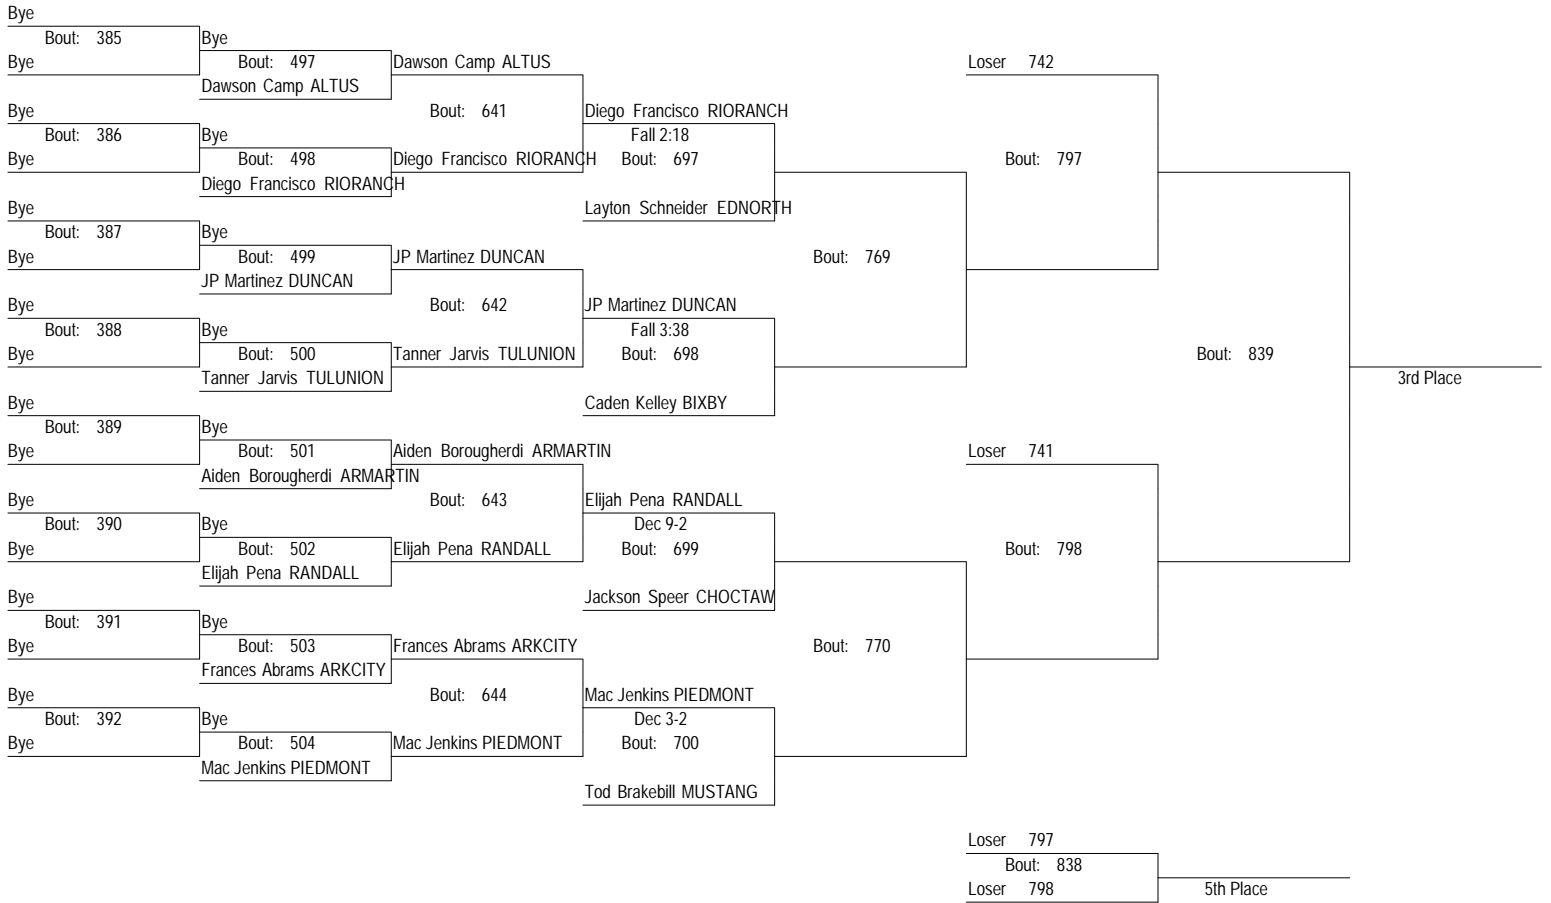 Bye
Bout: 385
Bye
Bye
Bout: 497
Dawson Camp ALTUS
Dawson Camp ALTUS
Loser 742
Bye
Bout: 386
Bye
Bye
Bout: 498
Diego Francisco RIORANCH
Bout: 641
Diego Francisco RIORANCH
Diego Francisco RIORANCH
Fall 2:18
Bout: 697
Layton Schneider EDNORTH
Bout: 797
Bye
Bout: 387
Bye
Bye
Bout: 499
JP Martinez DUNCAN
JP Martinez DUNCAN
Bout: 769
Bye
Bout: 388
Bye
Bye
Bout: 500
Tanner Jarvis TULUNION
Bout: 642
Tanner Jarvis TULUNION
JP Martinez DUNCAN
Fall 3:38
Bout: 698
Caden Kelley BIXBY
Bout: 839
3rd Place
Bye
Bout: 389
Bye
Bye
Bout: 501
Aiden Borougherdi ARMARTIN
Aiden Borougherdi ARMARTIN
Loser 741
Bye
Bout: 390
Bye
Bye
Bout: 502
Elijah Pena RANDALL
Bout: 643
Elijah Pena RANDALL
Elijah Pena RANDALL
Dec 9-2
Bout: 699
Jackson Speer CHOCTAW
Bout: 798
Bye
Bout: 391
Bye
Bye
Bout: 503
Frances Abrams ARKCITY
Frances Abrams ARKCITY
Bout: 770
Bye
Bout: 392
Bye
Bye
Bout: 504
Mac Jenkins PIEDMONT
Bout: 644
Mac Jenkins PIEDMONT
Mac Jenkins PIEDMONT
Dec 3-2
Bout: 700
Tod Brakebill MUSTANG
Loser 797
Bout: 838
Loser 798
5th Place